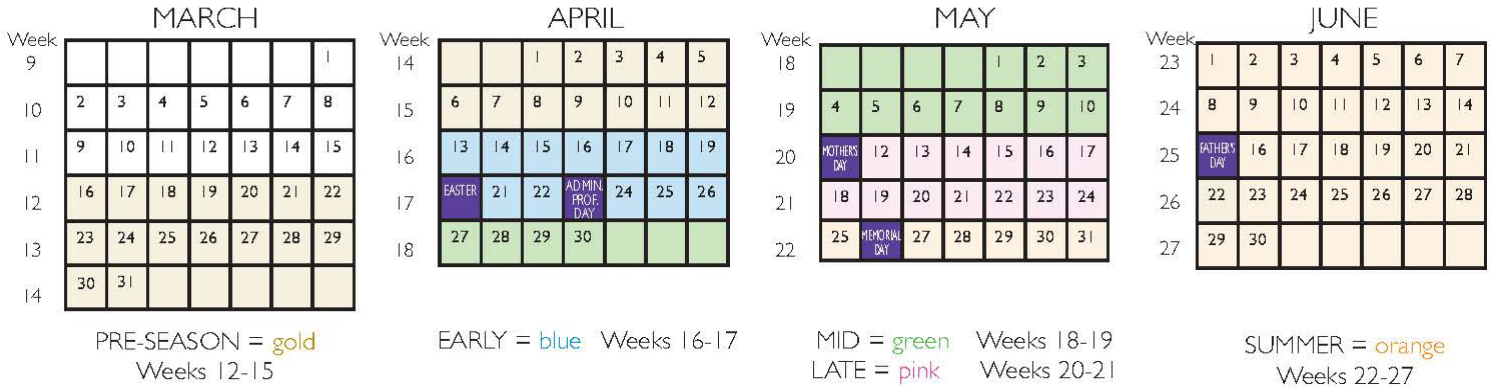 MARCH
Week
9 1
10 2 3 4 5 6 7 8
11 9 10 11 12 13 14 15
12 16 17 18 19 20 21 22
13 23 24 25 26 27 28 29
14 30 31
PRE-SEASON = gold
Weeks 12-15
APRIL
Week
14 1 2 3 4 5
15 6 7 8 9 10 11 12
16 13 14 15 16 17 18 19
17 EASTER 21 22 ADMIN. PROF. DAY 24 25 26
18 27 28 29 30
EARLY = blue Weeks 16-17
MAY
Week
18 1 2 3
19 4 5 6 7 8 9 10
20 MOTHER'S DAY 12 13 14 15 16 17
21 18 19 20 21 22 23 24
22 25 MEMORIAL DAY 27 28 29 30 31
MID = green Weeks 18-19
LATE = pink Weeks 20-21
JUNE
Week
23 1 2 3 4 5 6 7
24 8 9 10 11 12 13 14
25 FATHER'S DAY 16 17 18 19 20 21
26 22 23 24 25 26 27 28
27 29 30
SUMMER = orange
Weeks 22-27